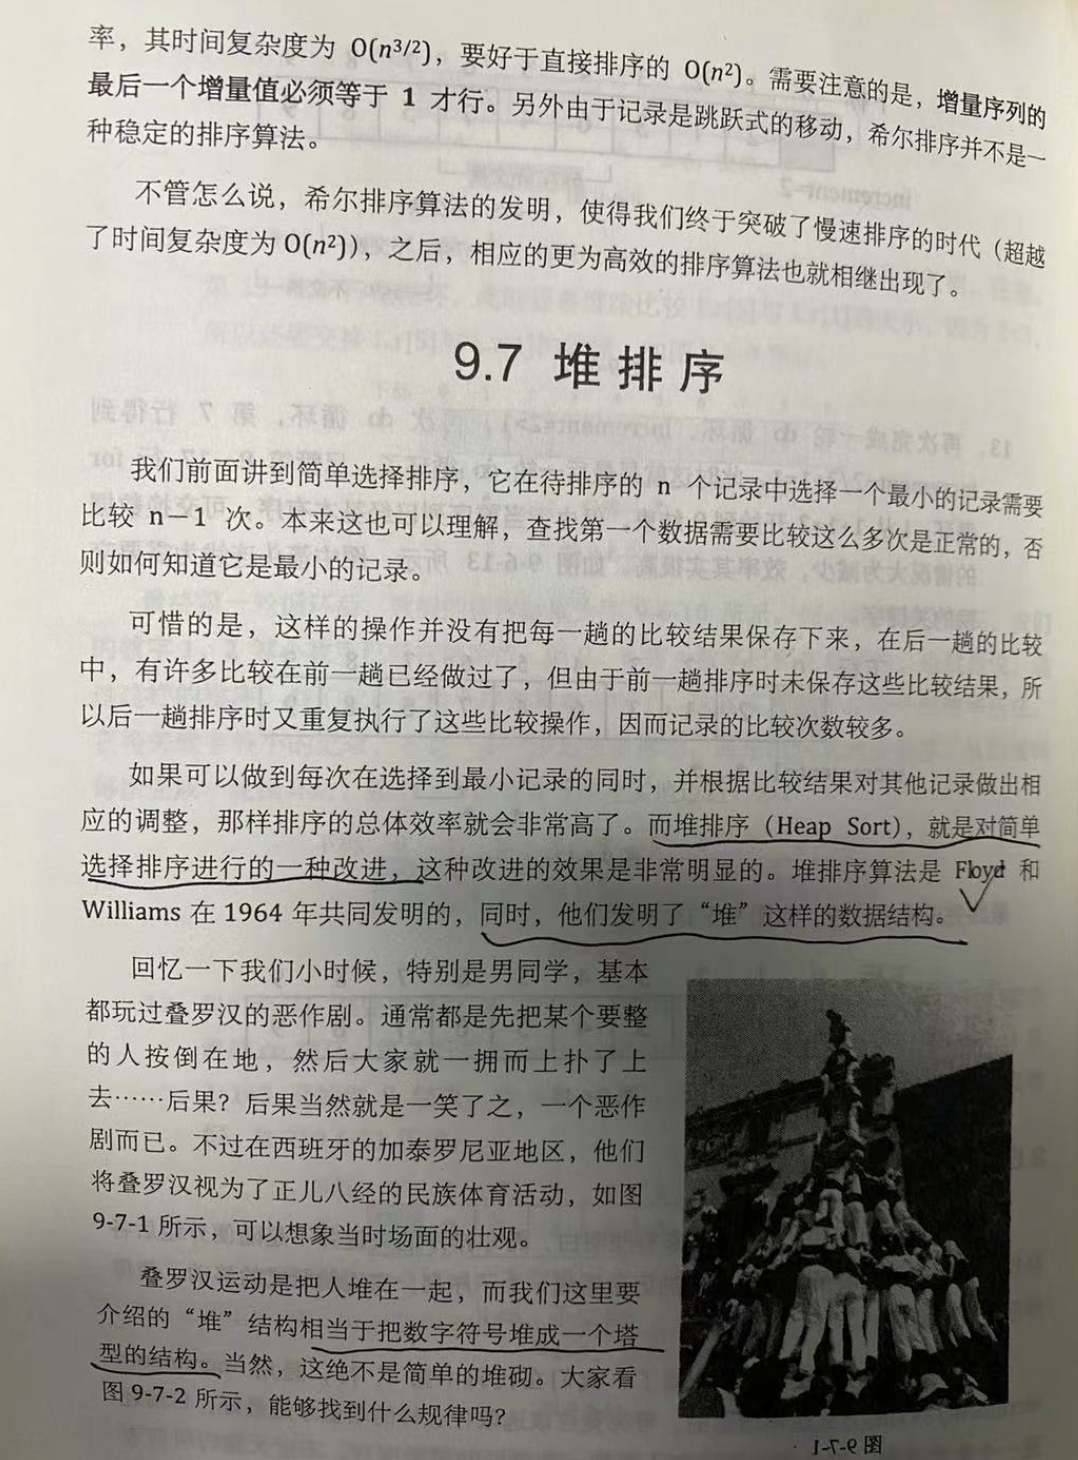 率，其时间复杂度为 O(n3/2)，要好于直接排序的 O(n²)。需要注意的是，增量序列的
最后一个增量值必须等于 1 才行。另外由于记录是跳跃式的移动，希尔排序并不是一
种稳定的排序算法。
不管怎么说，希尔排序算法的发明，使得我们终于突破了慢速排序的时代（超越
了时间复杂度为 O(n²)），之后，相应的更为高效的排序算法也就相继出现了。
9.7 堆排序
我们前面讲到简单选择排序，它在待排序的 n 个记录中选择一个最小的记录需要
比较 n－1 次。本来这也可以理解，查找第一个数据需要比较这么多次是正常的，否
则如何知道它是最小的记录。
可惜的是，这样的操作并没有把每一趟的比较结果保存下来，在后一趟的比较
中，有许多比较在前一趟已经做过了，但由于前一趟排序时未保存这些比较结果，所
以后一趟排序时又重复执行了这些比较操作，因而记录的比较次数较多。
如果可以做到每次在选择到最小记录的同时，并根据比较结果对其他记录做出相
应的调整，那样排序的总体效率就会非常高了。而堆排序（Heap Sort），就是对简单
选择排序进行的一种改进，这种改进的效果是非常明显的。堆排序算法是 Floyd 和
Williams 在 1964 年共同发明的，同时，他们发明了“堆”这样的数据结构。
回忆一下我们小时候，特别是男同学，基本
都玩过叠罗汉的恶作剧。通常都是先把某个要整
的人按倒在地，然后大家就一拥而上扑了上
去……后果？后果当然就是一笑了之，一个恶作
剧而已。不过在西班牙的加泰罗尼亚地区，他们
将叠罗汉视为了正儿八经的民族体育活动，如图
9-7-1 所示，可以想象当时场面的壮观。
叠罗汉运动是把人堆在一起，而我们这里要
介绍的“堆”结构相当于把数字符号堆成一个塔
型的结构。当然，这绝不是简单的堆砌。大家看
图 9-7-2 所示，能够找到什么规律吗？
图 9-7-1